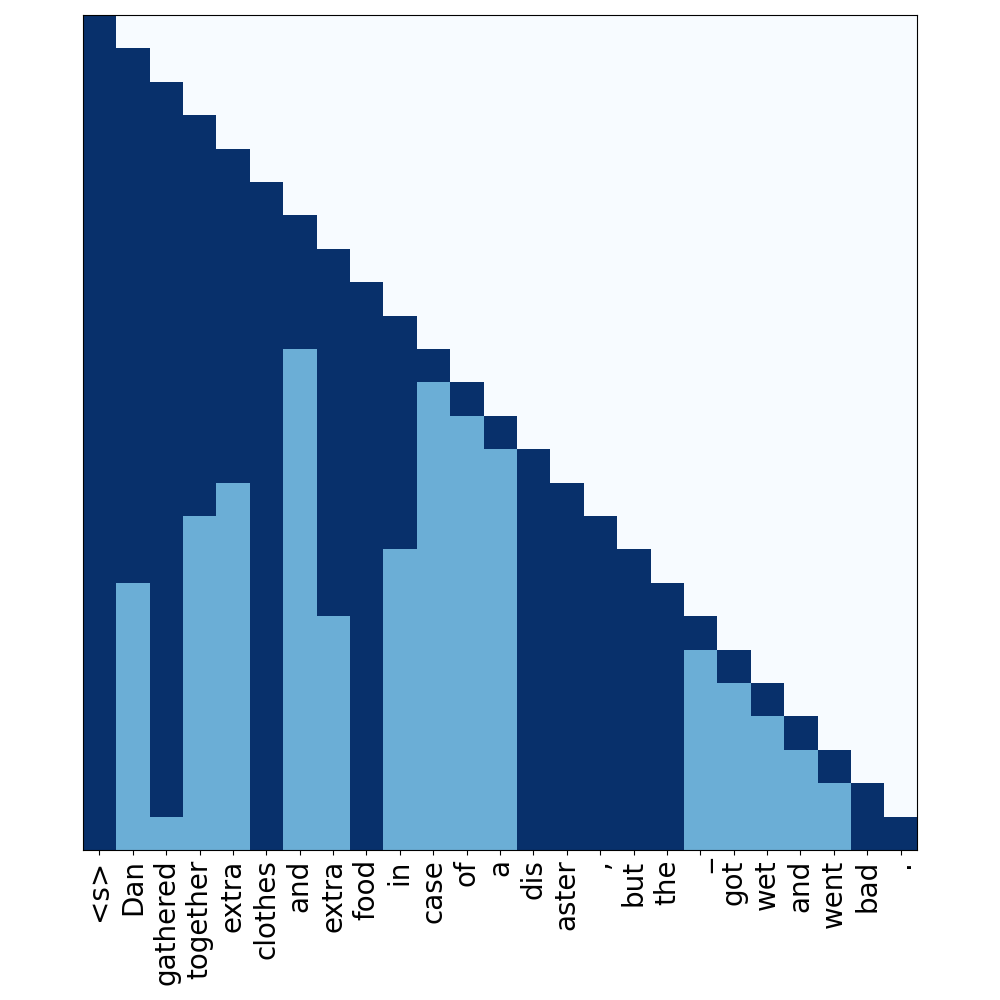 <s>
Dan
gathered
together
extra
clothes
and
extra
food
in
case
of
a
dis
aster
,
but
the
_
got
wet
and
went
bad
.